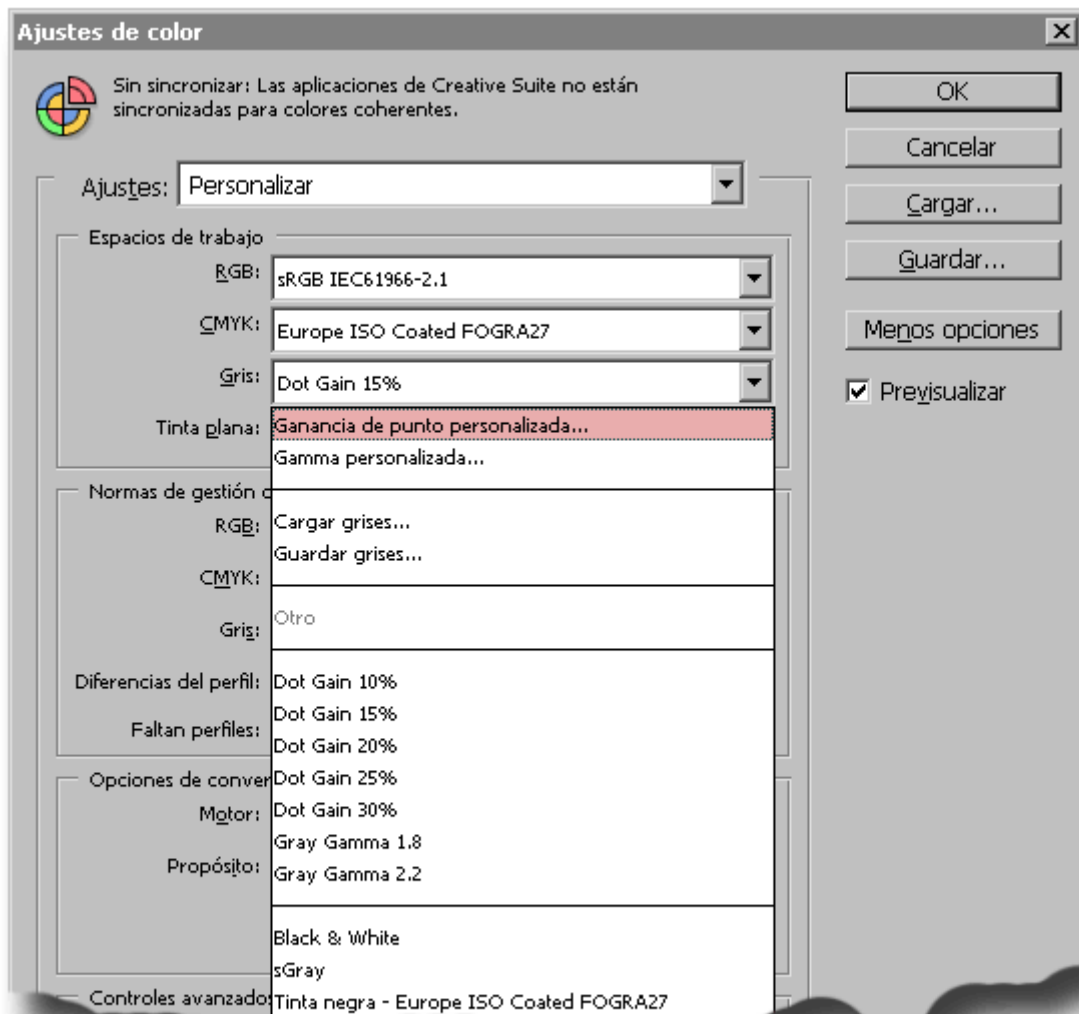 Ajustes de color
Sin sincronizar: Las aplicaciones de Creative Suite no están
sincronizadas para colores coherentes.
OK
Cancelar
Cargar...
Guardar...
Menos opciones
Previsualizar
Ajustes: Personalizar
Espacios de trabajo
RGB: sRGB IEC61966-2.1
CMYK: Europe ISO Coated FOGRA27
Gris: Dot Gain 15%
Tinta plana:
Ganancia de punto personalizada...
Gamma personalizada...
Normas de gestión
RGB:
Cargar grises...
Guardar grises...
CMYK:
Otro
Gris:
Diferencias del perfil:
Dot Gain 10%
Dot Gain 15%
Faltan perfiles:
Dot Gain 20%
Dot Gain 25%
Opciones de conver
Dot Gain 30%
Motor:
Gray Gamma 1.8
Propósito:
Gray Gamma 2.2
Black & White
sGray
Controles avanzado
Tinta negra - Europe ISO Coated FOGRA27